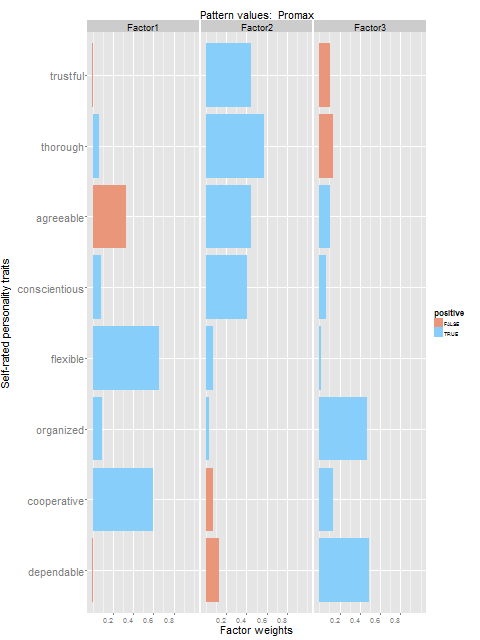 Pattern values: Promax
Factor1 Factor2 Factor3
trustful
thorough
agreeable
conscientious
flexible
organized
cooperative
dependable
Self-rated personality traits
0.2 0.4 0.6 0.8 0.2 0.4 0.6 0.8 0.2 0.4 0.6 0.8
Factor weights
positive
FALSE
TRUE